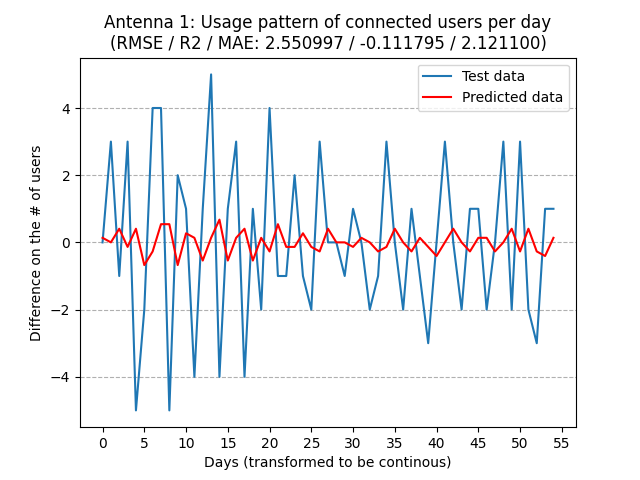 Antenna 1: Usage pattern of connected users per day
(RMSE / R2 / MAE: 2.550997 / -0.111795 / 2.121100)
Test data
Predicted data
Difference on the # of users
4
2
0
−2
−4
0 5 10 15 20 25 30 35 40 45 50 55
Days (transformed to be continous)